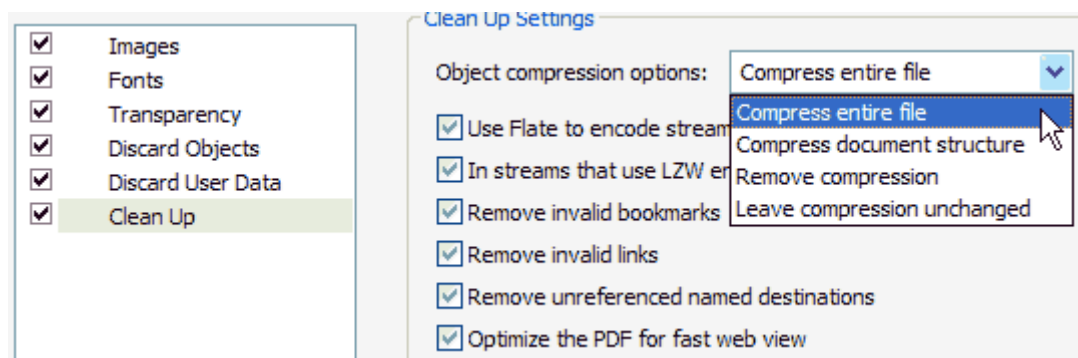 Images
Fonts
Transparency
Discard Objects
Discard User Data
Clean Up
Clean Up Settings
Object compression options: Compress entire file
Compress entire file
Compress document structure
Remove compression
Leave compression unchanged
Use Flate to encode stream
In streams that use LZW
Remove invalid bookmarks
Remove invalid links
Remove unreferenced named destinations
Optimize the PDF for fast web view